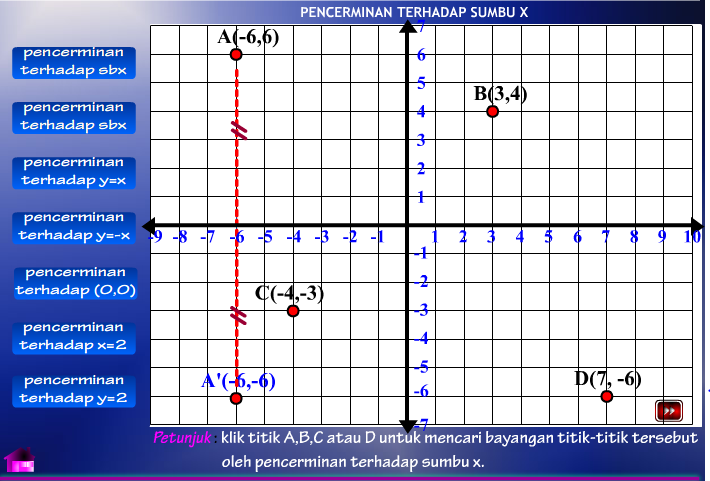 PENCERMINAN TERHADAP SUMBU X
pencerminan
terhadap sbx
pencerminan
terhadap sbx
pencerminan
terhadap y=x
pencerminan
terhadap y=-x
pencerminan
terhadap (0,0)
pencerminan
terhadap x=2
pencerminan
terhadap y=2
7
A(-6,6)
6
5
B(3,4)
4
3
2
1
-9 -8 -7 -6 -5 -4 -3 -2 -1 1 2 3 4 5 6 7 8 9 10
-1
-2
C(-4,-3)
-3
-4
-5
A'(-6,-6)
D(7, -6)
-6
-7
Petunjuk : klik titik A,B,C atau D untuk mencari bayangan titik-titik tersebut
oleh pencerminan terhadap sumbu x.